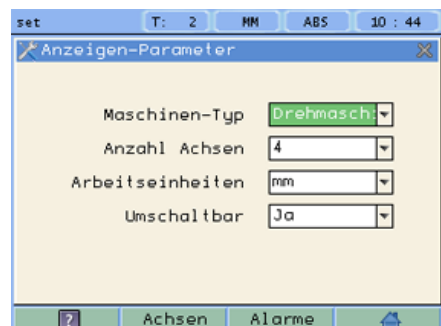 set T: 2 MM ABS 10 : 44
Anzeigen-Parameter
Maschinen-Typ Drehmasch
Anzahl Achsen 4
Arbeitseinheiten mm
Umschaltbar Ja
? Achsen Alarme